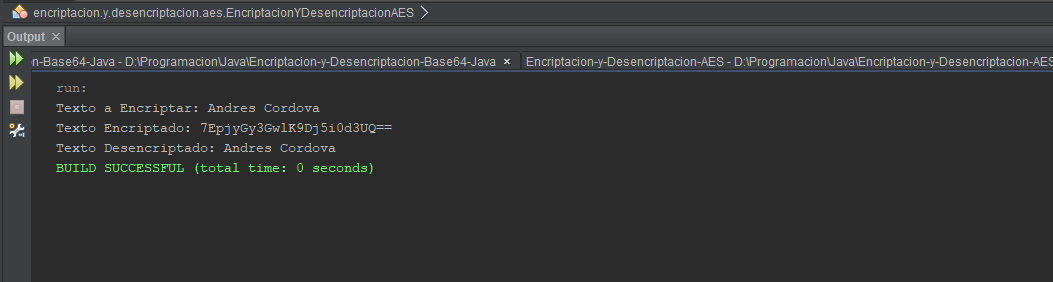 encriptacion.y.desencriptacion.aes.EncriptacionYDesencriptacionAES
Output
n-Base64-Java - D:\Programacion\Java\Encriptacion-y-Desencriptacion-Base64-Java × Encriptacion-y-Desencriptacion-AES - D:\Programacion\Java\Encriptacion-y-Desencriptacion-AES
run:
Texto a Encriptar: Andres Cordova
Texto Encriptado: 7EpjyGy3GwlK9Dj5i0d3UQ==
Texto Desencriptado: Andres Cordova
BUILD SUCCESSFUL (total time: 0 seconds)